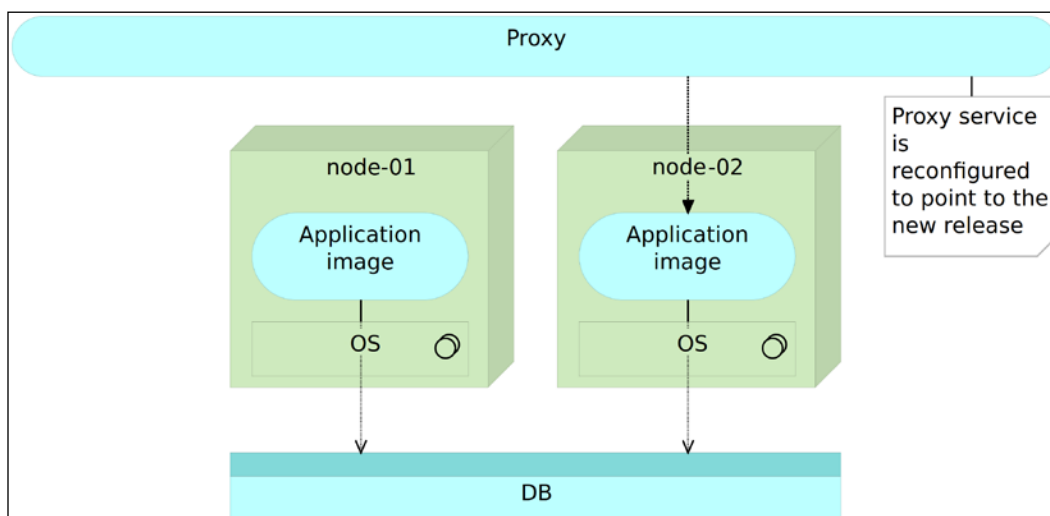 Proxy
Proxy service
is
reconfigured
to point to the
new release
node-01
node-02
Application
image
Application
image
OS
OS
DB